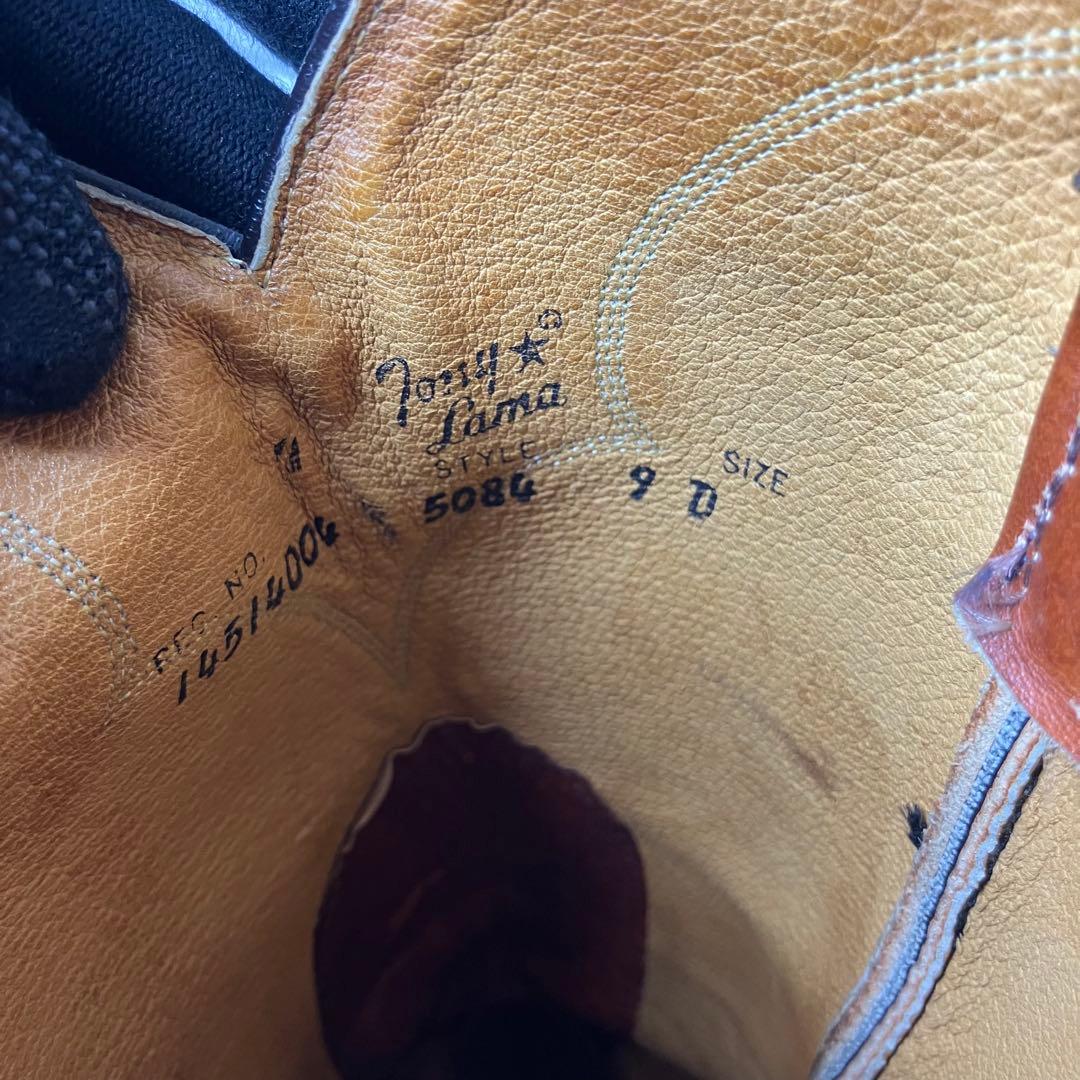 Tony ★
Lama
STYLE
5084
9 D
SIZE
REG. NO.
14514004